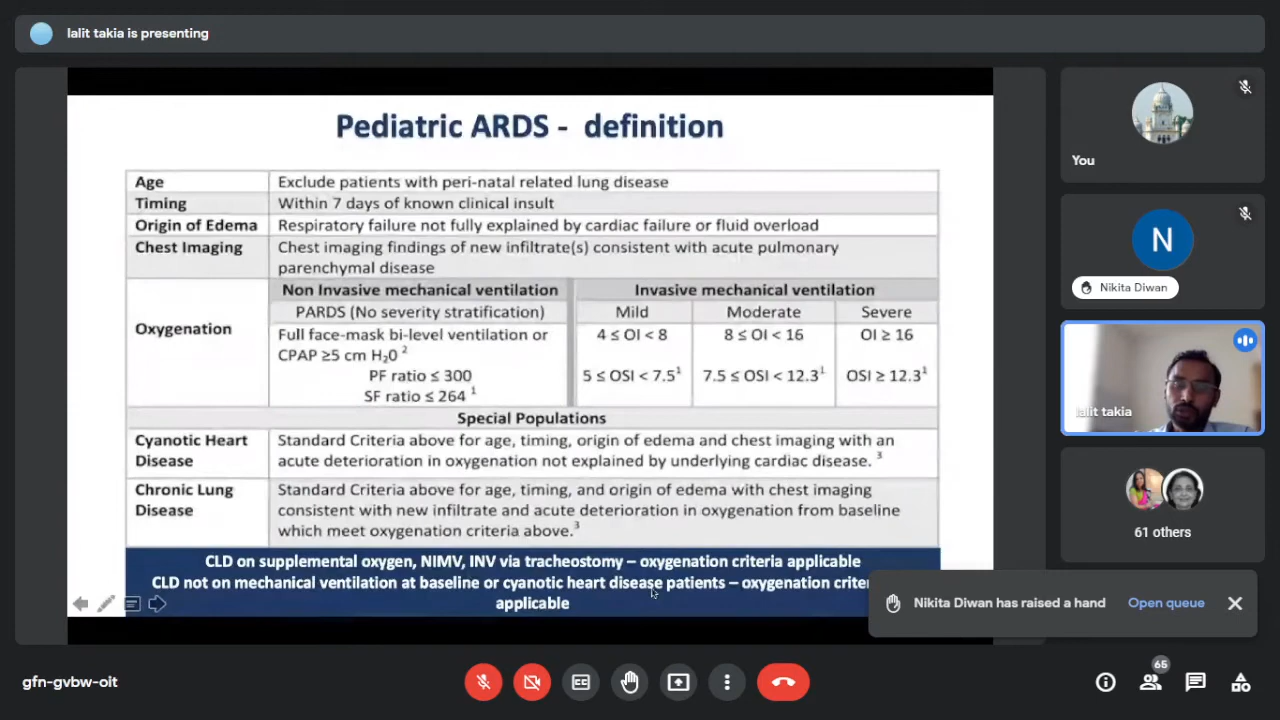 lalit takia is presenting
Pediatric ARDS - definition
Age Exclude patients with peri-natal related lung disease
Timing Within 7 days of known clinical insult
Origin of Edema Respiratory failure not fully explained by cardiac failure or fluid overload
Chest Imaging Chest imaging findings of new infiltrate(s) consistent with acute pulmonary
parenchymal disease
Oxygenation
Non Invasive mechanical ventilation
PARDS (No severity stratification)
Full face-mask bi-level ventilation or
CPAP ≥5 cm H₂0 ²
PF ratio ≤ 300
SF ratio ≤ 264 ¹
Invasive mechanical ventilation
Mild Moderate Severe
4 ≤ OI < 8 8 ≤ OI < 16 OI ≥ 16
5 ≤ OSI < 7.5¹ 7.5 ≤ OSI < 12.3¹ OSI ≥ 12.3¹
Special Populations
Cyanotic Heart
Disease
Standard Criteria above for age, timing, origin of edema and chest imaging with an
acute deterioration in oxygenation not explained by underlying cardiac disease. ³
Chronic Lung
Disease
Standard Criteria above for age, timing, and origin of edema with chest imaging
consistent with new infiltrate and acute deterioration in oxygenation from baseline
which meet oxygenation criteria above.³
CLD on supplemental oxygen, NIMV, INV via tracheostomy – oxygenation criteria applicable
CLD not on mechanical ventilation at baseline or cyanotic heart disease patients – oxygenation
applicable
You
N
Nikita Diwan
lalit takia
61 others
Nikita Diwan has raised a hand Open queue
gfn-gvbw-oit
CC
65